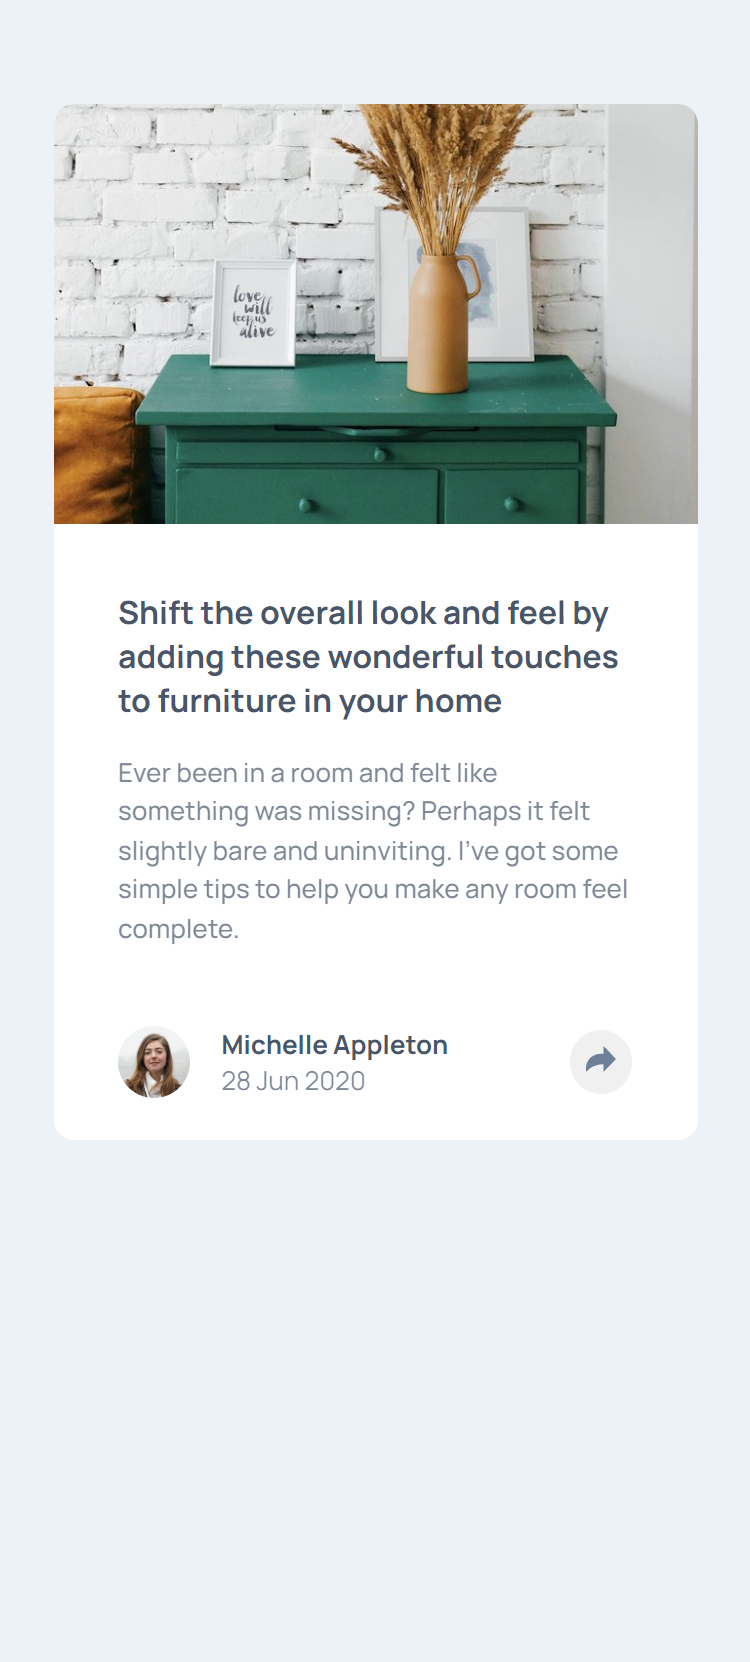 love
will
keep us
alive
Shift the overall look and feel by
adding these wonderful touches
to furniture in your home
Ever been in a room and felt like
something was missing? Perhaps it felt
slightly bare and uninviting. I’ve got some
simple tips to help you make any room feel
complete.
Michelle Appleton
28 Jun 2020